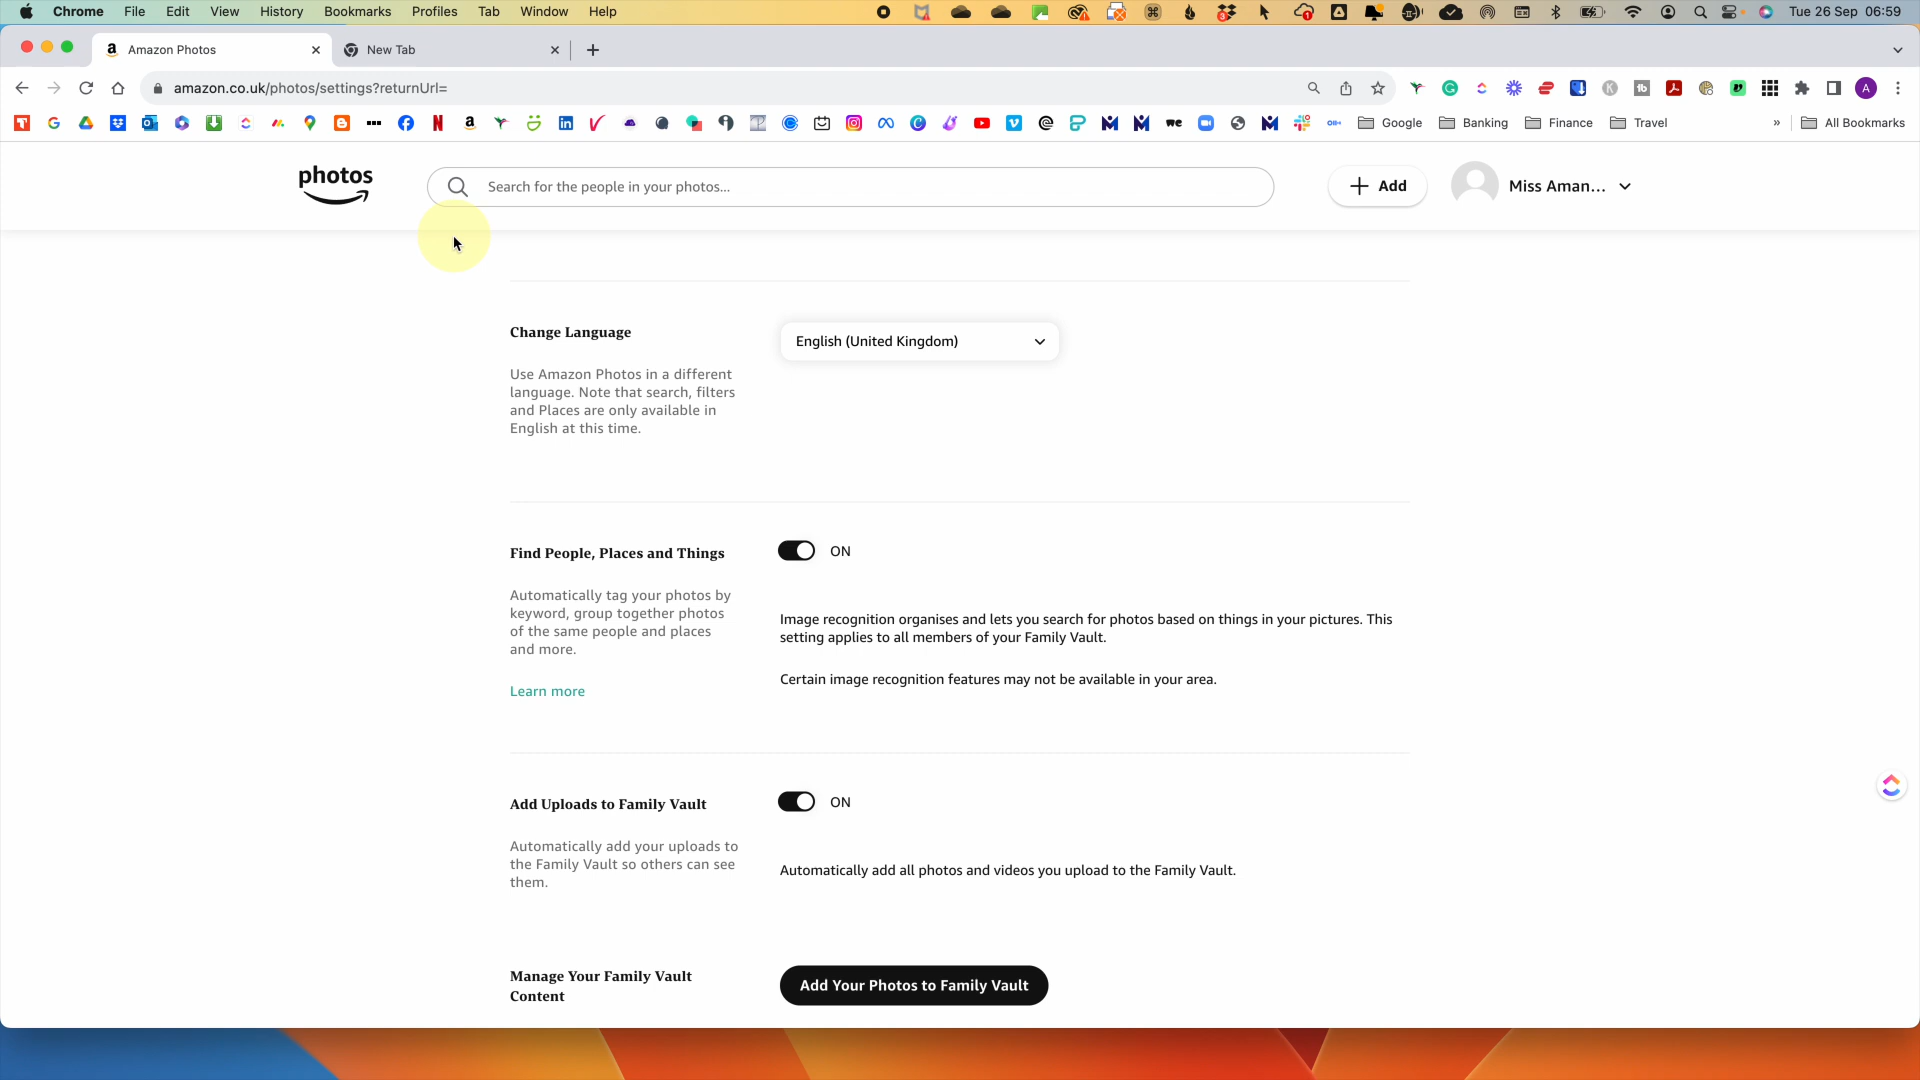 Chrome File Edit View History Bookmarks Profiles Tab Window Help Tue 26 Sep 06:59
Amazon Photos New Tab
amazon.co.uk/photos/settings?returnUrl=
Google Banking Finance Travel » All Bookmarks
photos Search for the people in your photos... Add Miss Aman...
Change Language English (United Kingdom)
Use Amazon Photos in a different
language. Note that search, filters
and Places are only available in
English at this time.
Find People, Places and Things ON
Automatically tag your photos by
keyword, group together photos
of the same people and places
and more.
Image recognition organises and lets you search for photos based on things in your pictures. This
setting applies to all members of your Family Vault.
Certain image recognition features may not be available in your area.
Learn more
Add Uploads to Family Vault ON
Automatically add your uploads to
the Family Vault so others can see
them.
Automatically add all photos and videos you upload to the Family Vault.
Manage Your Family Vault
Content
Add Your Photos to Family Vault